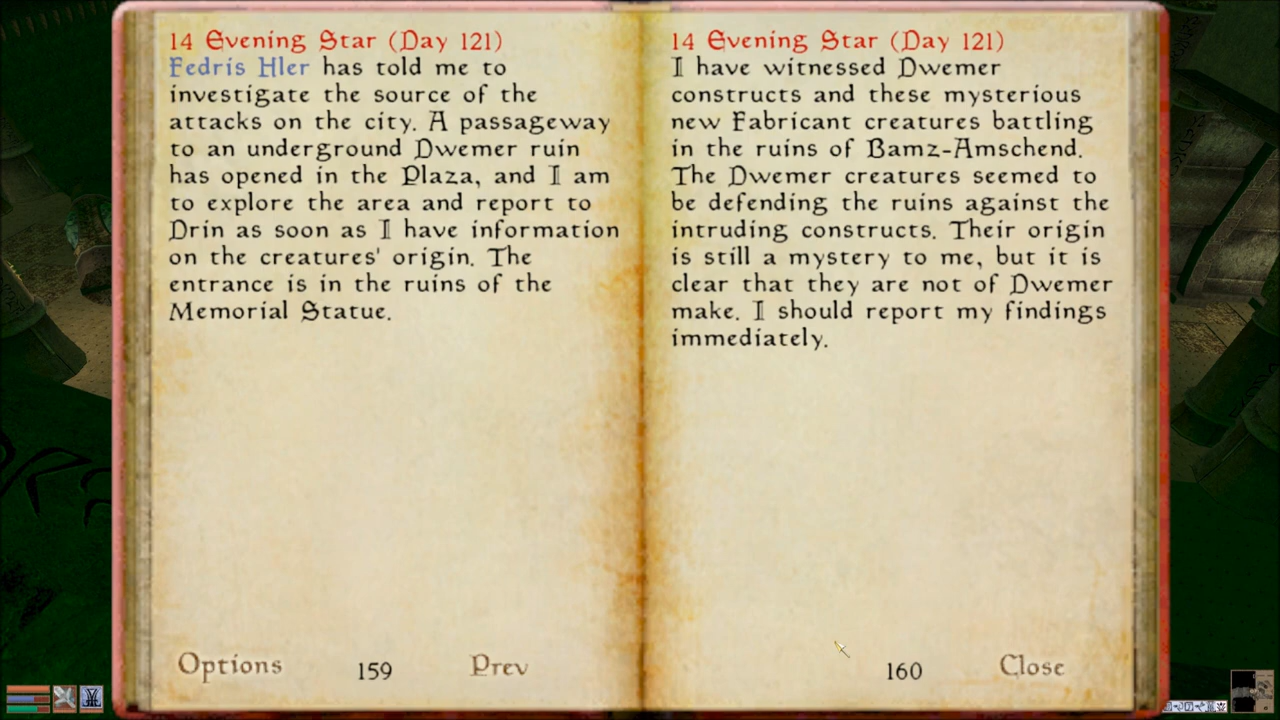 14 Evening Star (Day 121)
Fedris Hler has told me to
investigate the source of the
attacks on the city. A passageway
to an underground Dwemer ruin
has opened in the Plaza, and I am
to explore the area and report to
Drin as soon as I have information
on the creatures' origin. The
entrance is in the ruins of the
Memorial Statue.
Options
159
Prev
14 Evening Star (Day 121)
I have witnessed Dwemer
constructs and these mysterious
new Fabricant creatures battling
in the ruins of Bamz-Amschend.
The Dwemer creatures seemed to
be defending the ruins against the
intruding constructs. Their origin
is still a mystery to me, but it is
clear that they are not of Dwemer
make. I should report my findings
immediately.
160
Close